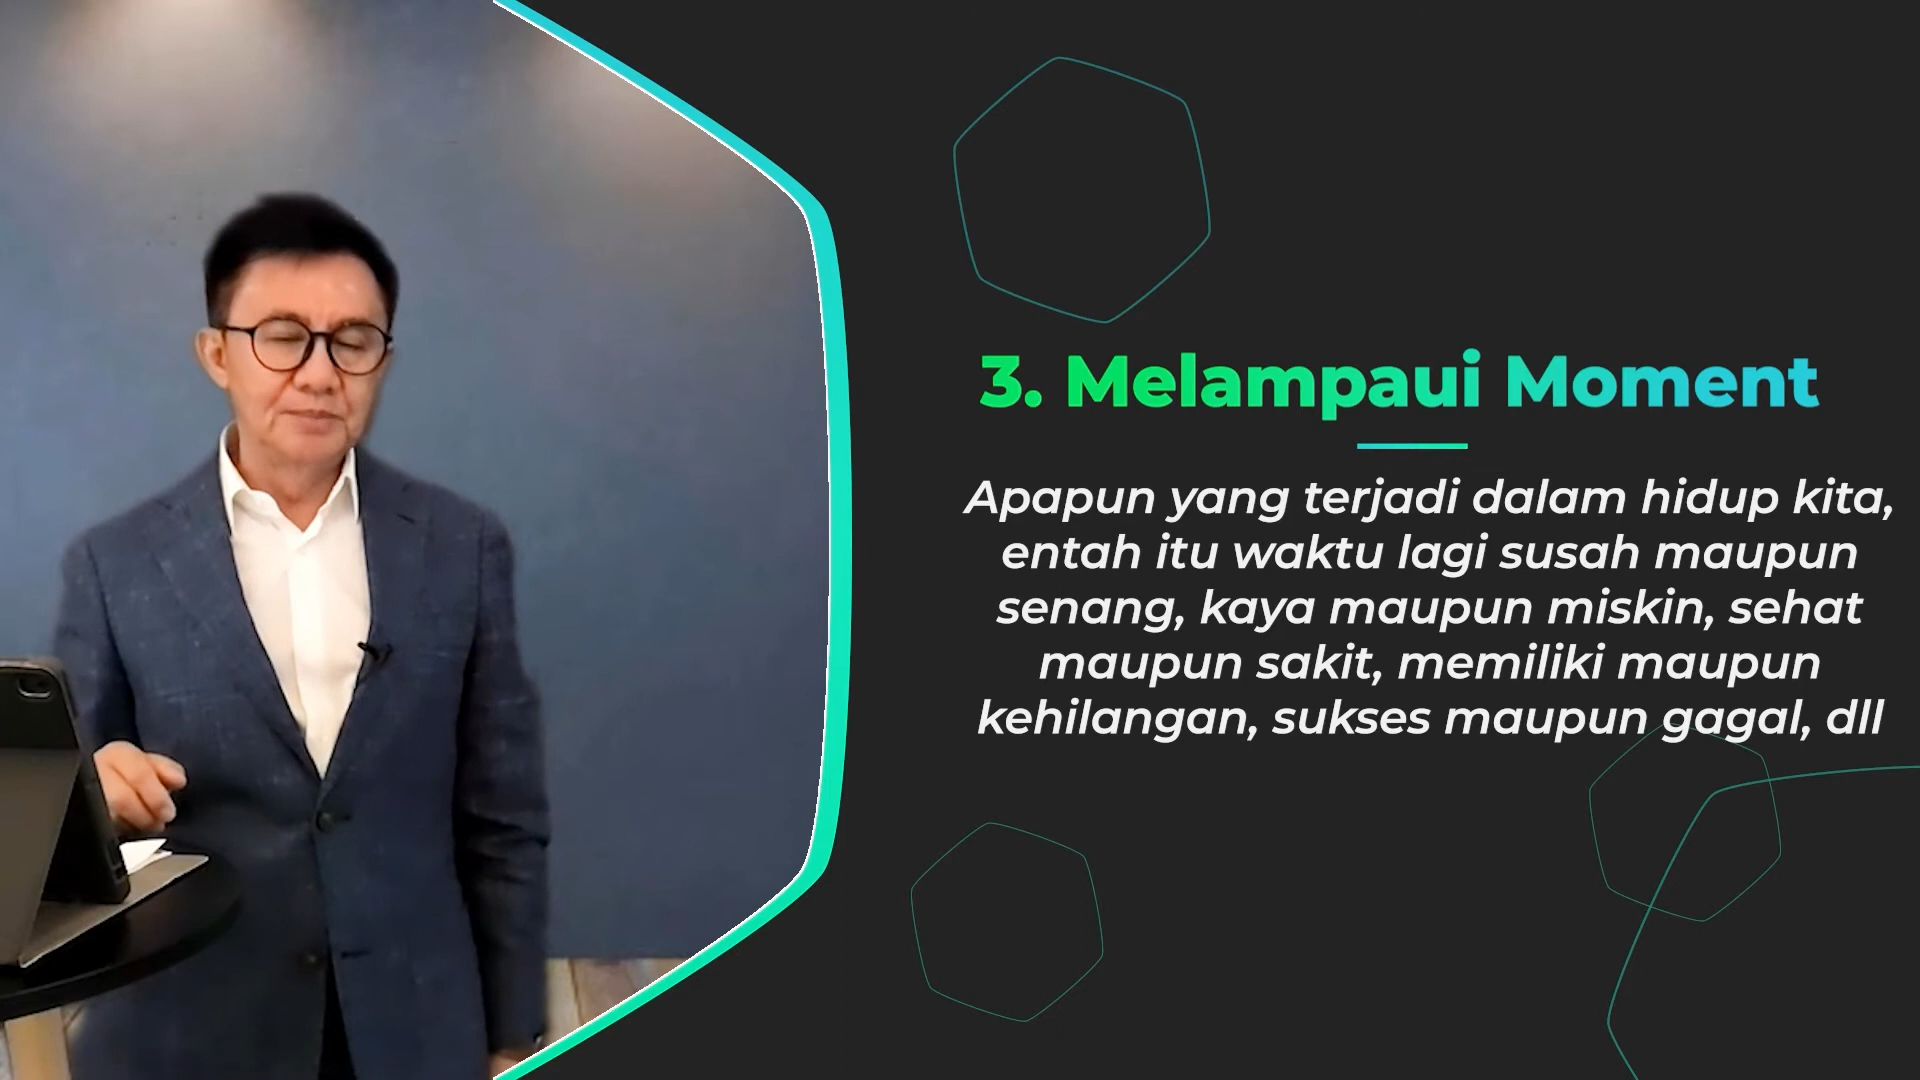 3. Melampaui Moment
Apapun yang terjadi dalam hidup kita,
entah itu waktu lagi susah maupun
senang, kaya maupun miskin, sehat
maupun sakit, memiliki maupun
kehilangan, sukses maupun gagal, dll